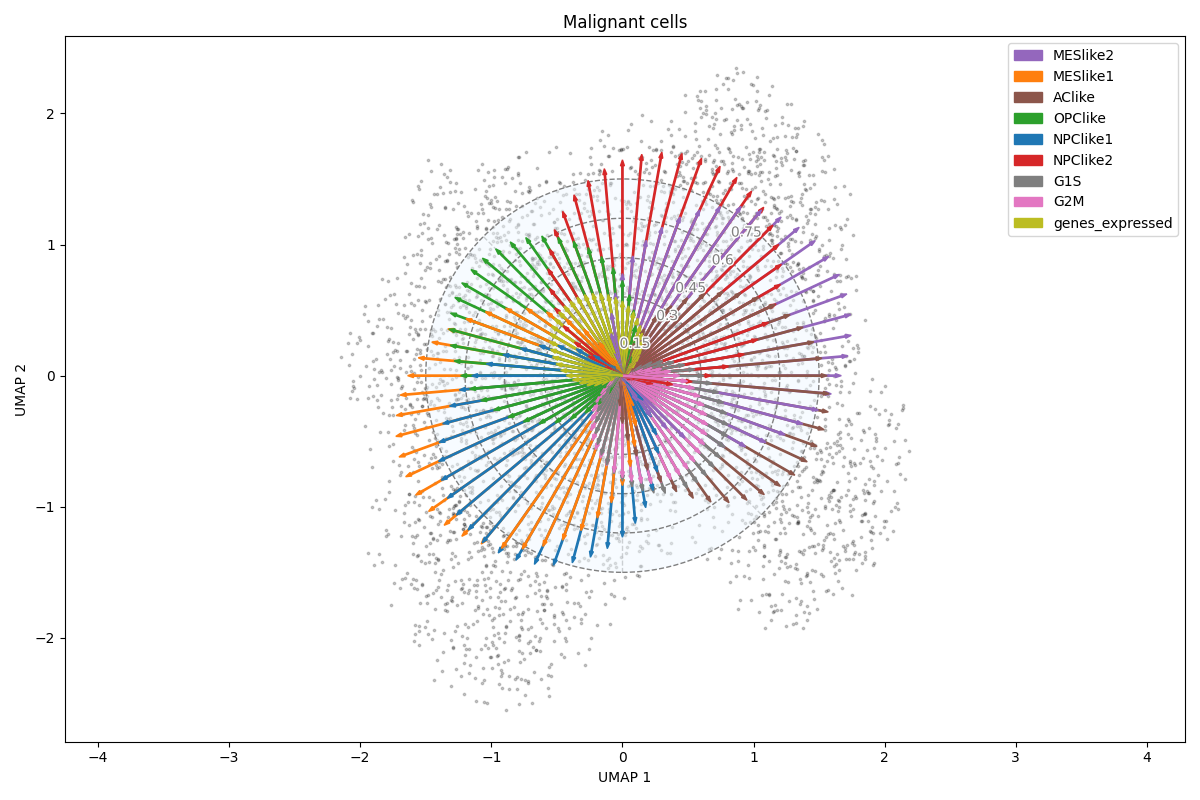 Malignant cells
MESlike2
MESlike1
AClike
OPClike
NPClike1
NPClike2
G1S
G2M
genes_expressed
0.75
0.6
0.45
0.3
0.15
2
1
0
−1
−2
UMAP 2
−4
−3
−2
−1
0
1
2
3
4
UMAP 1